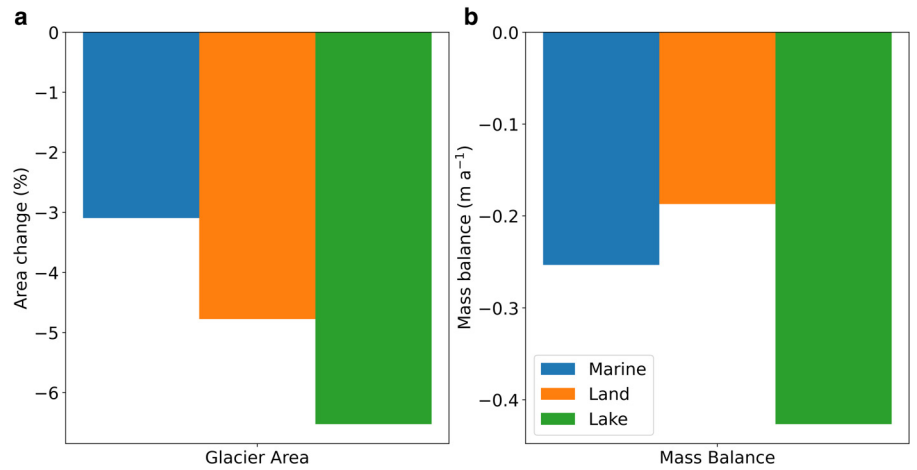 a
0
−1
−2
−3
−4
−5
−6
Area change (%)
Glacier Area
b
0.0
−0.1
−0.2
−0.3
−0.4
Mass balance (m a⁻¹)
Marine
Land
Lake
Mass Balance